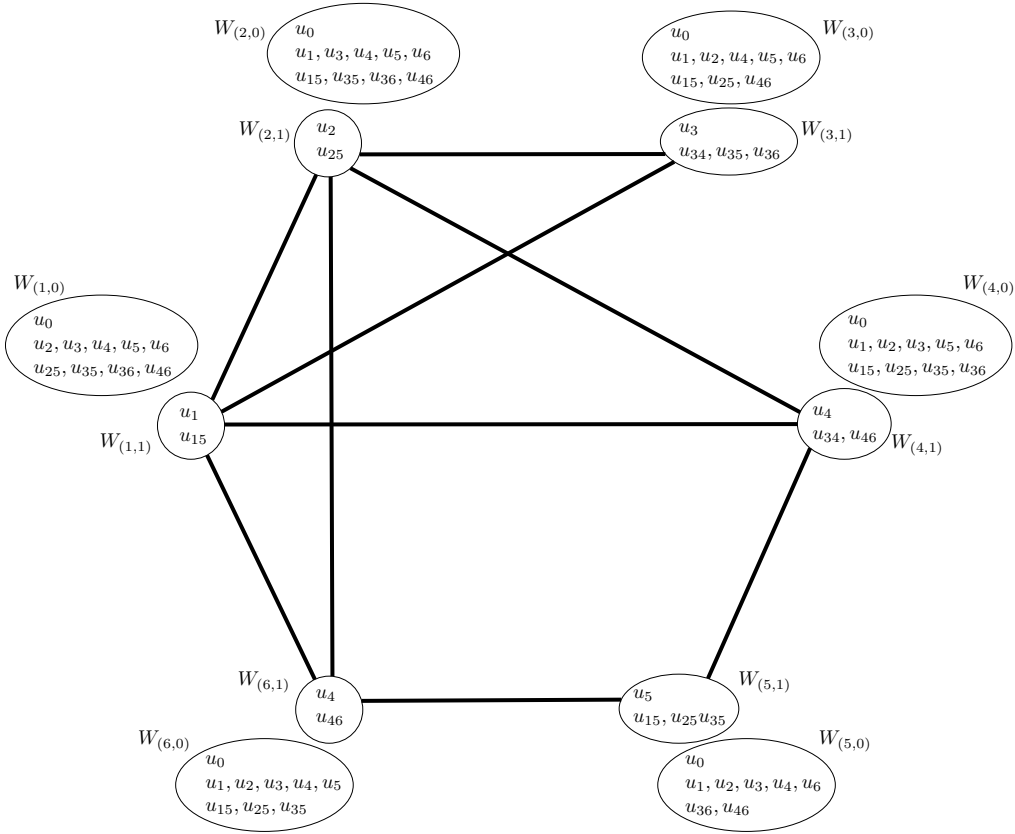 W_{(2,0)}
u_0
u_1, u_3, u_4, u_5, u_6
u_{15}, u_{35}, u_{36}, u_{46}
W_{(3,0)}
u_0
u_1, u_2, u_4, u_5, u_6
u_{15}, u_{25}, u_{46}
W_{(2,1)}
u_2
u_{25}
W_{(3,1)}
u_3
u_{34}, u_{35}, u_{36}
W_{(1,0)}
u_0
u_2, u_3, u_4, u_5, u_6
u_{25}, u_{35}, u_{36}, u_{46}
W_{(4,0)}
u_0
u_1, u_2, u_3, u_5, u_6
u_{15}, u_{25}, u_{35}, u_{36}
W_{(1,1)}
u_1
u_{15}
W_{(4,1)}
u_4
u_{34}, u_{46}
W_{(6,1)}
u_4
u_{46}
W_{(5,1)}
u_5
u_{15}, u_{25}u_{35}
W_{(6,0)}
u_0
u_1, u_2, u_3, u_4, u_5
u_{15}, u_{25}, u_{35}
W_{(5,0)}
u_0
u_1, u_2, u_3, u_4, u_6
u_{36}, u_{46}